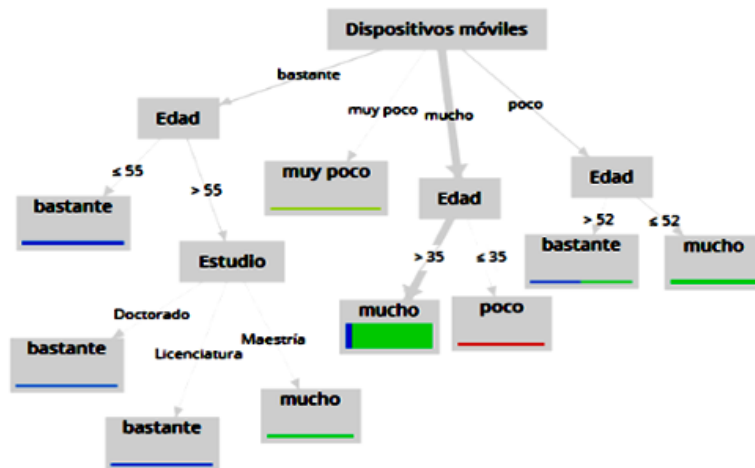 Dispositivos móviles
bastante
muy poco
mucho
poco
Edad
≤ 55
> 55
muy poco
Edad
Edad
bastante
> 52
≤ 52
Estudio
> 35
≤ 35
bastante
mucho
mucho
poco
Doctorado
Licenciatura
Maestría
bastante
mucho
bastante